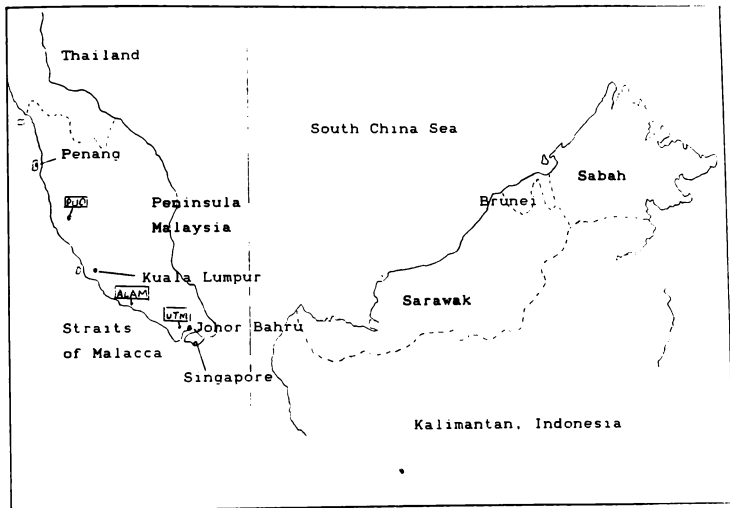 Thailand
South China Sea
Penang
Sabah
PUO
Peninsula
Malaysia
Brunei
Kuala Lumpur
ALAM
Sarawak
UTM
Johor Bahru
Straits
of Malacca
Singapore
Kalimantan, Indonesia